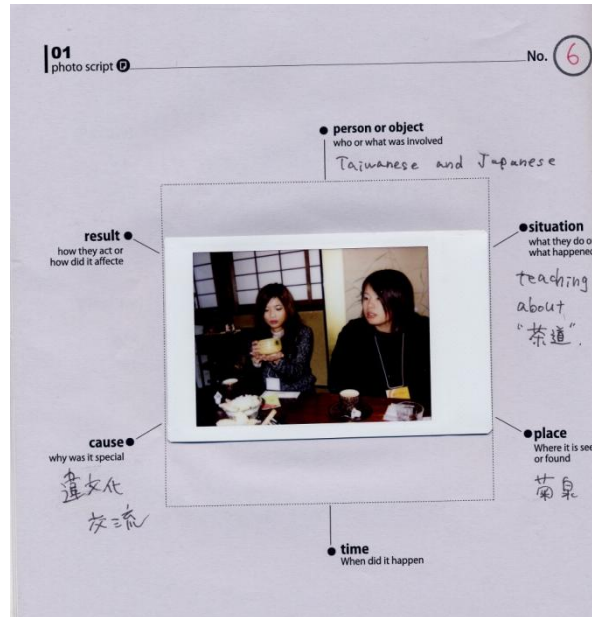 01
photo script P
No. 6
person or object
who or what was involved
Taiwanese and Japanese
result
how they act or
how did it affecte
situation
what they do o
what happened
teaching
about
"茶道".
cause
why was it special
違文化
交流
place
Where it is see
or found
菊泉
time
When did it happen